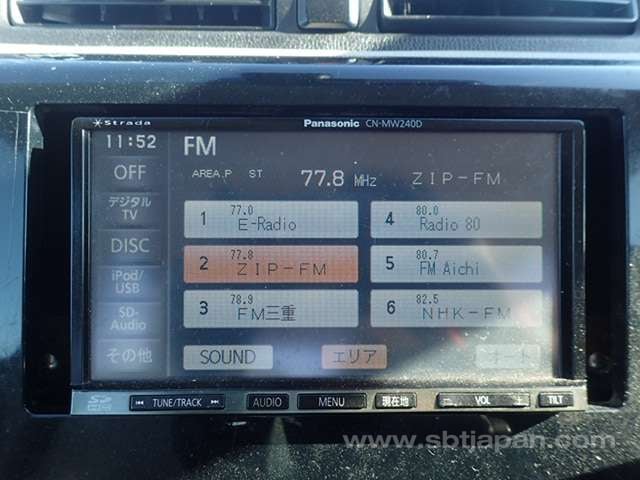 Strada Panasonic CN-MW240D
11:52 FM
OFF AREA.P ST 77.8 MHz ZIP-FM
デジタル
TV
DISC
iPod/
USB
SD-
Audio
その他
1 77.0 E-Radio
2 77.8 ZIP-FM
3 78.9 FM三重
4 80.0 Radio 80
5 80.7 FM Aichi
6 82.5 NHK-FM
SOUND エリア オート
SD TUNE/TRACK AUDIO MENU 現在地 − VOL + TILT
www.sbtjapan.com